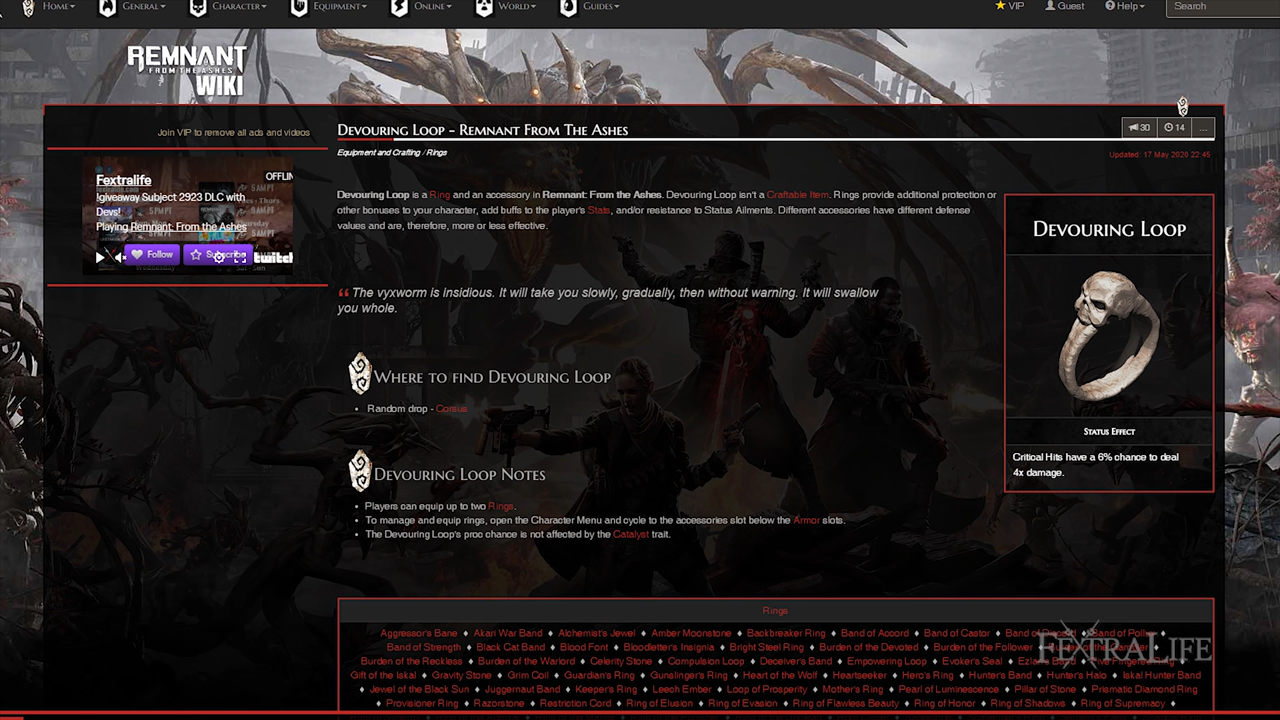 Home General Character Equipment Online World Guides VIP Guest Help Search
REMNANT
FROM THE ASHES
WIKI
Join VIP to remove all ads and videos
Devouring Loop - Remnant From The Ashes
30 14 ...
Equipment and Crafting / Rings
Updated: 17 May 2020 22:45
Fextralife
OFFLIN
!giveaway Subject 2923 DLC with
Devs!
Playing Remnant: From the Ashes
Follow Subscribe twitch
Devouring Loop is a Ring and an accessory in Remnant: From the Ashes. Devouring Loop isn't a Craftable Item. Rings provide additional protection or
other bonuses to your character, add buffs to the player's Stats, and/or resistance to Status Ailments. Different accessories have different defense
values and are, therefore, more or less effective.
Devouring Loop
“ The vyxworm is insidious. It will take you slowly, gradually, then without warning. It will swallow
you whole.
Where to find Devouring Loop
• Random drop - Corsus
Status Effect
Critical Hits have a 6% chance to deal
4x damage.
Devouring Loop Notes
• Players can equip up to two Rings.
• To manage and equip rings, open the Character Menu and cycle to the accessories slot below the Armor slots.
• The Devouring Loop's proc chance is not affected by the Catalyst trait.
Rings
Aggressor's Bane ♦ Akari War Band ♦ Alchemist's Jewel ♦ Amber Moonstone ♦ Backbreaker Ring ♦ Band of Accord ♦ Band of Castor ♦ Band of
Band of Strength ♦ Black Cat Band ♦ Blood Font ♦ Bloodletter's Insignia ♦ Bright Steel Ring ♦ Burden of the Devoted ♦ Burden of the Follower ♦
Burden of the Reckless ♦ Burden of the Warlord ♦ Celerity Stone ♦ Compulsion Loop ♦ Deceiver's Band ♦ Empowering Loop ♦ Evoker's Seal ♦
Gift of the Iskal ♦ Gravity Stone ♦ Grim Coil ♦ Guardian's Ring ♦ Gunslinger's Ring ♦ Heart of the Wolf ♦ Heartseeker ♦ Hero's Ring ♦ Hunter's Band ♦ Hunter's Halo ♦ Iskal Hunter Band
♦ Jewel of the Black Sun ♦ Juggernaut Band ♦ Keeper's Ring ♦ Leech Ember ♦ Loop of Prosperity ♦ Mother's Ring ♦ Pearl of Luminescence ♦ Pillar of Stone ♦ Prismatic Diamond Ring
♦ Provisioner Ring ♦ Razorstone ♦ Restriction Cord ♦ Ring of Elusion ♦ Ring of Evasion ♦ Ring of Flawless Beauty ♦ Ring of Honor ♦ Ring of Shadows ♦ Ring of Supremacy ♦
FEXTRALIFE